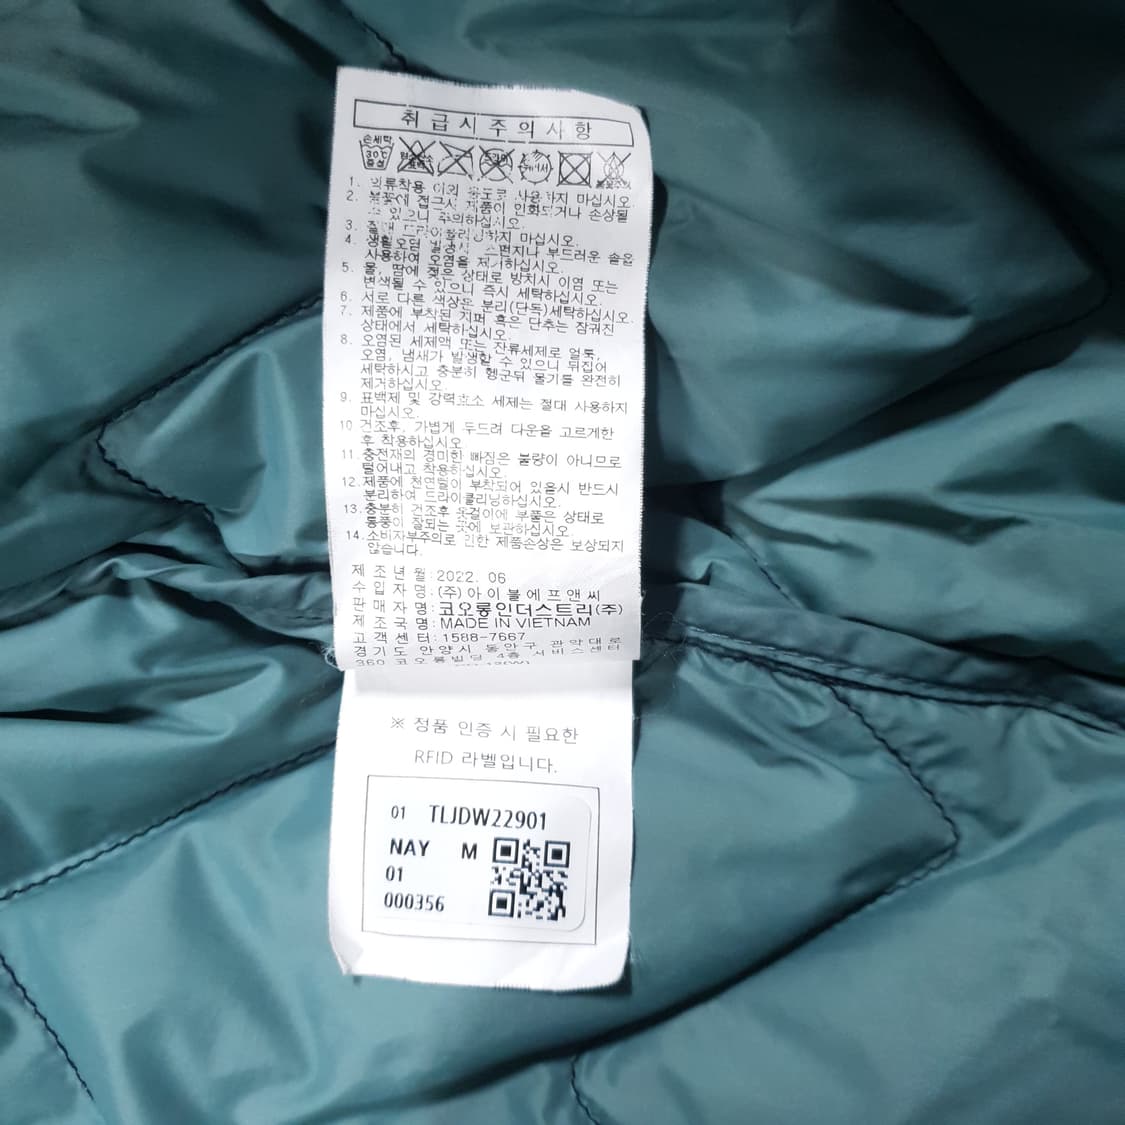 취급시주의사항
손세탁
30℃
중성
1. 의류착용 이외 용도로 사용하지 마십시오.
2. 불꽃에 접근시 제품이 인화되거나 손상될
수 있으니 주의하십시오.
3. 절대 드라이클리닝하지 마십시오.
4. 생활오염 발생시 스펀지나 부드러운 솔을
사용하여 오염을 제거하십시오.
5. 물, 땀에 젖은 상태로 방치시 이염 또는
변색될 수 있으니 즉시 세탁하십시오.
6. 서로 다른 색상은 분리(단독)세탁하십시오.
7. 제품에 부착된 지퍼 혹은 단추는 잠궈진
상태에서 세탁하십시오.
8. 오염된 세제액 또는 잔류세제로 얼룩,
오염, 냄새가 발생할 수 있으니 뒤집어
세탁하시고 충분히 헹군뒤 물기를 완전히
제거하십시오.
9. 표백제 및 강력효소 세제는 절대 사용하지
마십시오.
10 건조후, 가볍게 두드려 다운을 고르게한
후 착용하십시오.
11. 충전재의 경미한 빠짐은 불량이 아니므로
털어내고 착용하십시오.
12. 제품에 천연털이 부착되어 있을시 반드시
분리하여 드라이클리닝하십시오.
13. 충분히 건조후 옷걸이에 부풀은 상태로
통풍이 잘되는 곳에 보관하십시오.
14. 소비자부주의로 인한 제품손상은 보상되지
않습니다.
제 조 년 월 : 2022. 06
수 입 자 명 : (주)아이블에프앤씨
판 매 자 명 : 코오롱인더스트리(주)
제 조 국 명 : MADE IN VIETNAM
고 객 센 터 : 1588-7667
경기도 안양시 동안구 관악대로
360 코오롱빌딩 4층 서비스센터
※ 정품 인증 시 필요한
RFID 라벨입니다.
01 TLJDW22901
NAY M
01
000356